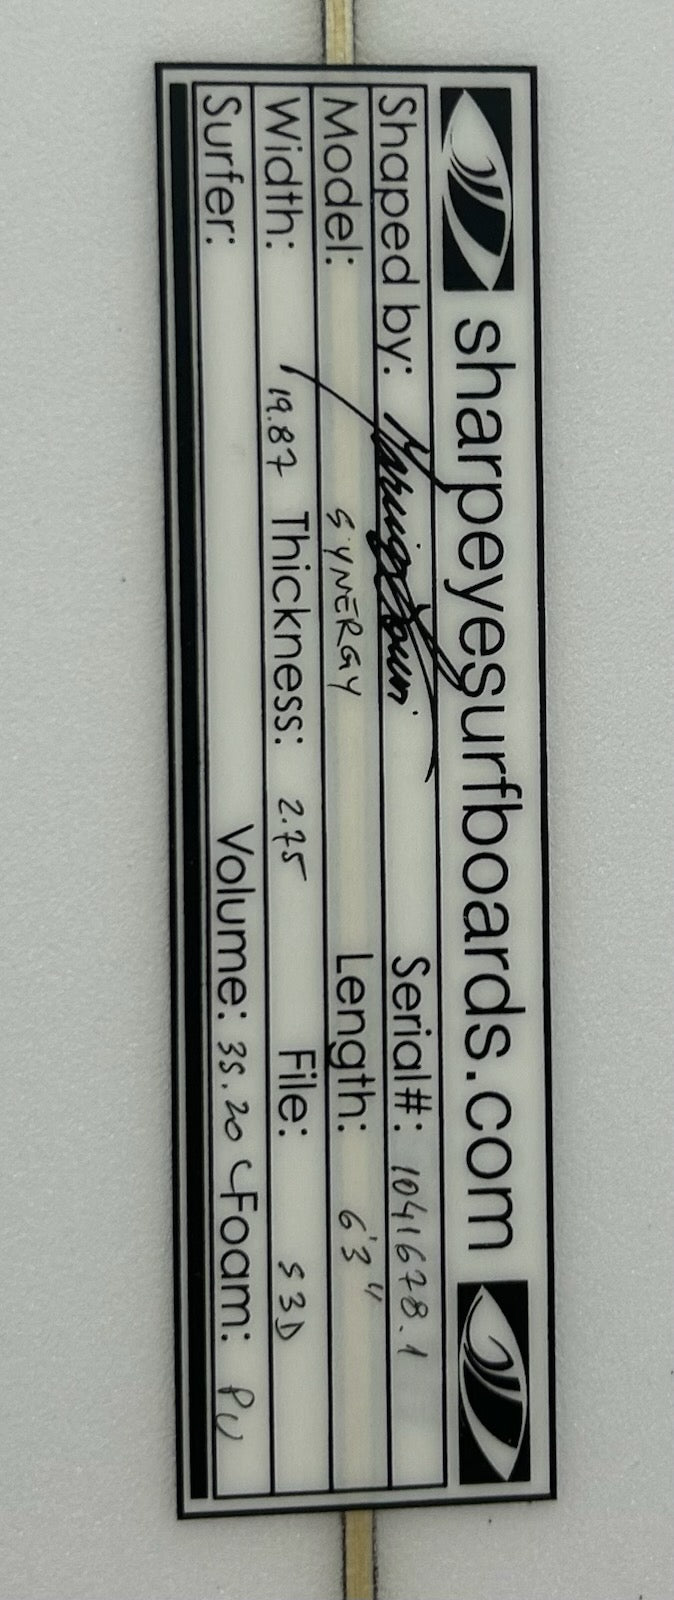 sharpeyesurfboards.com
Shaped by: Serial#: 1041678.1
Model: SYNERGY Length: 6'3"
Width: 19.87 Thickness: 2.75 File: S3D
Surfer: Volume: 35.20 Foam: PU